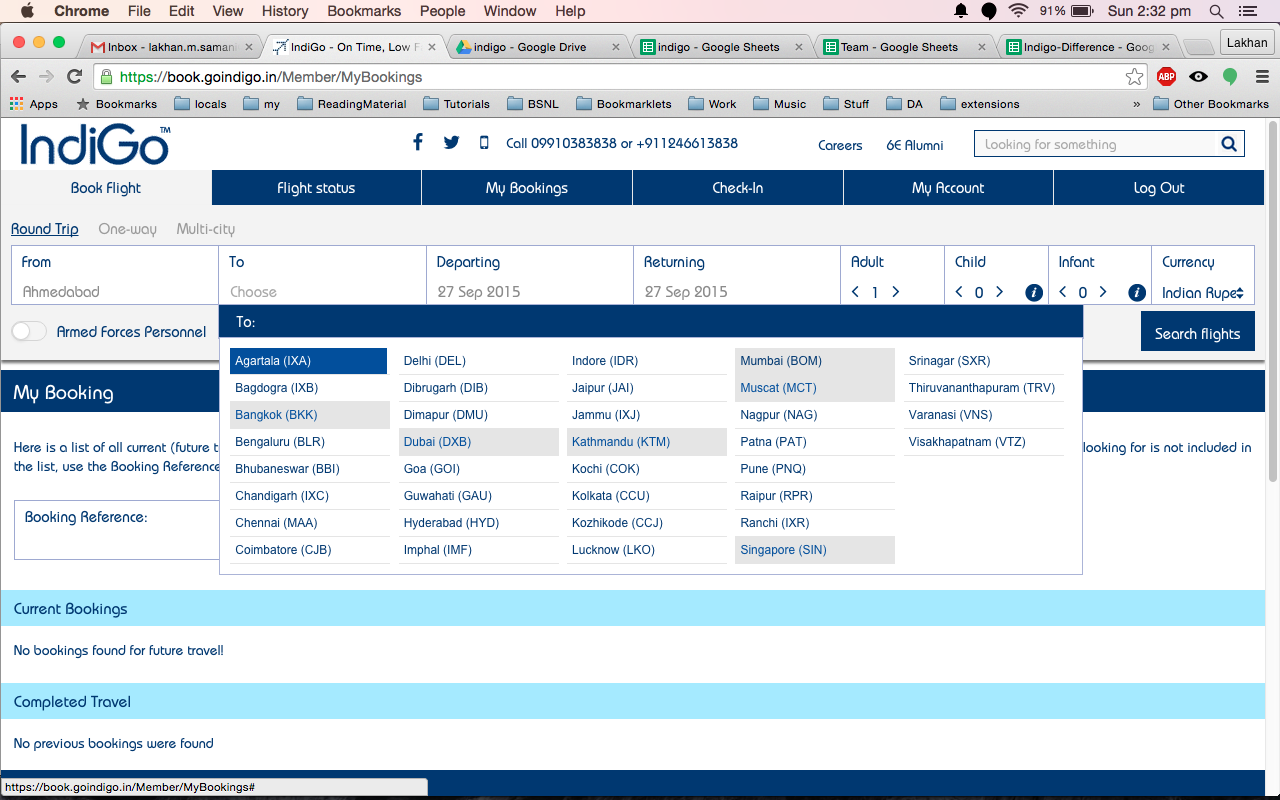 Chrome File Edit View History Bookmarks People Window Help 91% Sun 2:32 pm
Inbox - lakhan.m.saman IndiGo - On Time, Low F indigo - Google Drive indigo - Google Sheets Team - Google Sheets Indigo-Difference - Goog Lakhan
https://book.goindigo.in/Member/MyBookings ABP
Apps Bookmarks locals my ReadingMaterial Tutorials BSNL Bookmarklets Work Music Stuff DA extensions » Other Bookmarks
IndiGo™ Call 09910383838 or +911246613838 Careers 6E Alumni Looking for something
Book Flight Flight status My Bookings Check-In My Account Log Out
Round Trip One-way Multi-city
From To Departing Returning Adult Child Infant Currency
Ahmedabad Choose 27 Sep 2015 27 Sep 2015 < 1 > < 0 > i < 0 > i Indian Rupe
Armed Forces Personnel To: Search flights
Agartala (IXA) Delhi (DEL) Indore (IDR) Mumbai (BOM) Srinagar (SXR)
Bagdogra (IXB) Dibrugarh (DIB) Jaipur (JAI) Muscat (MCT) Thiruvananthapuram (TRV)
Bangkok (BKK) Dimapur (DMU) Jammu (IXJ) Nagpur (NAG) Varanasi (VNS)
Bengaluru (BLR) Dubai (DXB) Kathmandu (KTM) Patna (PAT) Visakhapatnam (VTZ)
Bhubaneswar (BBI) Goa (GOI) Kochi (COK) Pune (PNQ)
Chandigarh (IXC) Guwahati (GAU) Kolkata (CCU) Raipur (RPR)
Chennai (MAA) Hyderabad (HYD) Kozhikode (CCJ) Ranchi (IXR)
Coimbatore (CJB) Imphal (IMF) Lucknow (LKO) Singapore (SIN)
My Booking
Here is a list of all current (future t looking for is not included in
the list, use the Booking Reference
Booking Reference:
Current Bookings
No bookings found for future travel!
Completed Travel
No previous bookings were found
https://book.goindigo.in/Member/MyBookings#